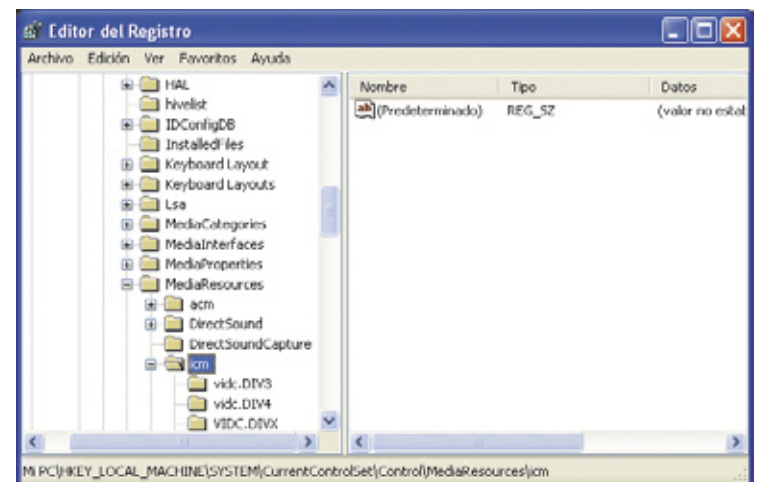 Editor del Registro
Archivo Edición Ver Favoritos Ayuda
HAL
hivelist
IDConfigDB
InstalledFiles
Keyboard Layout
Keyboard Layouts
Lsa
MediaCategories
MediaInterfaces
MediaProperties
MediaResources
acm
DirectSound
DirectSoundCapture
icm
vidc.DIV3
vidc.DIV4
VIDC.DIVX
Nombre Tipo Datos
ab (Predeterminado) REG_SZ (valor no estab
Mi PC\HKEY_LOCAL_MACHINE\SYSTEM\CurrentControlSet\Control\MediaResources\icm